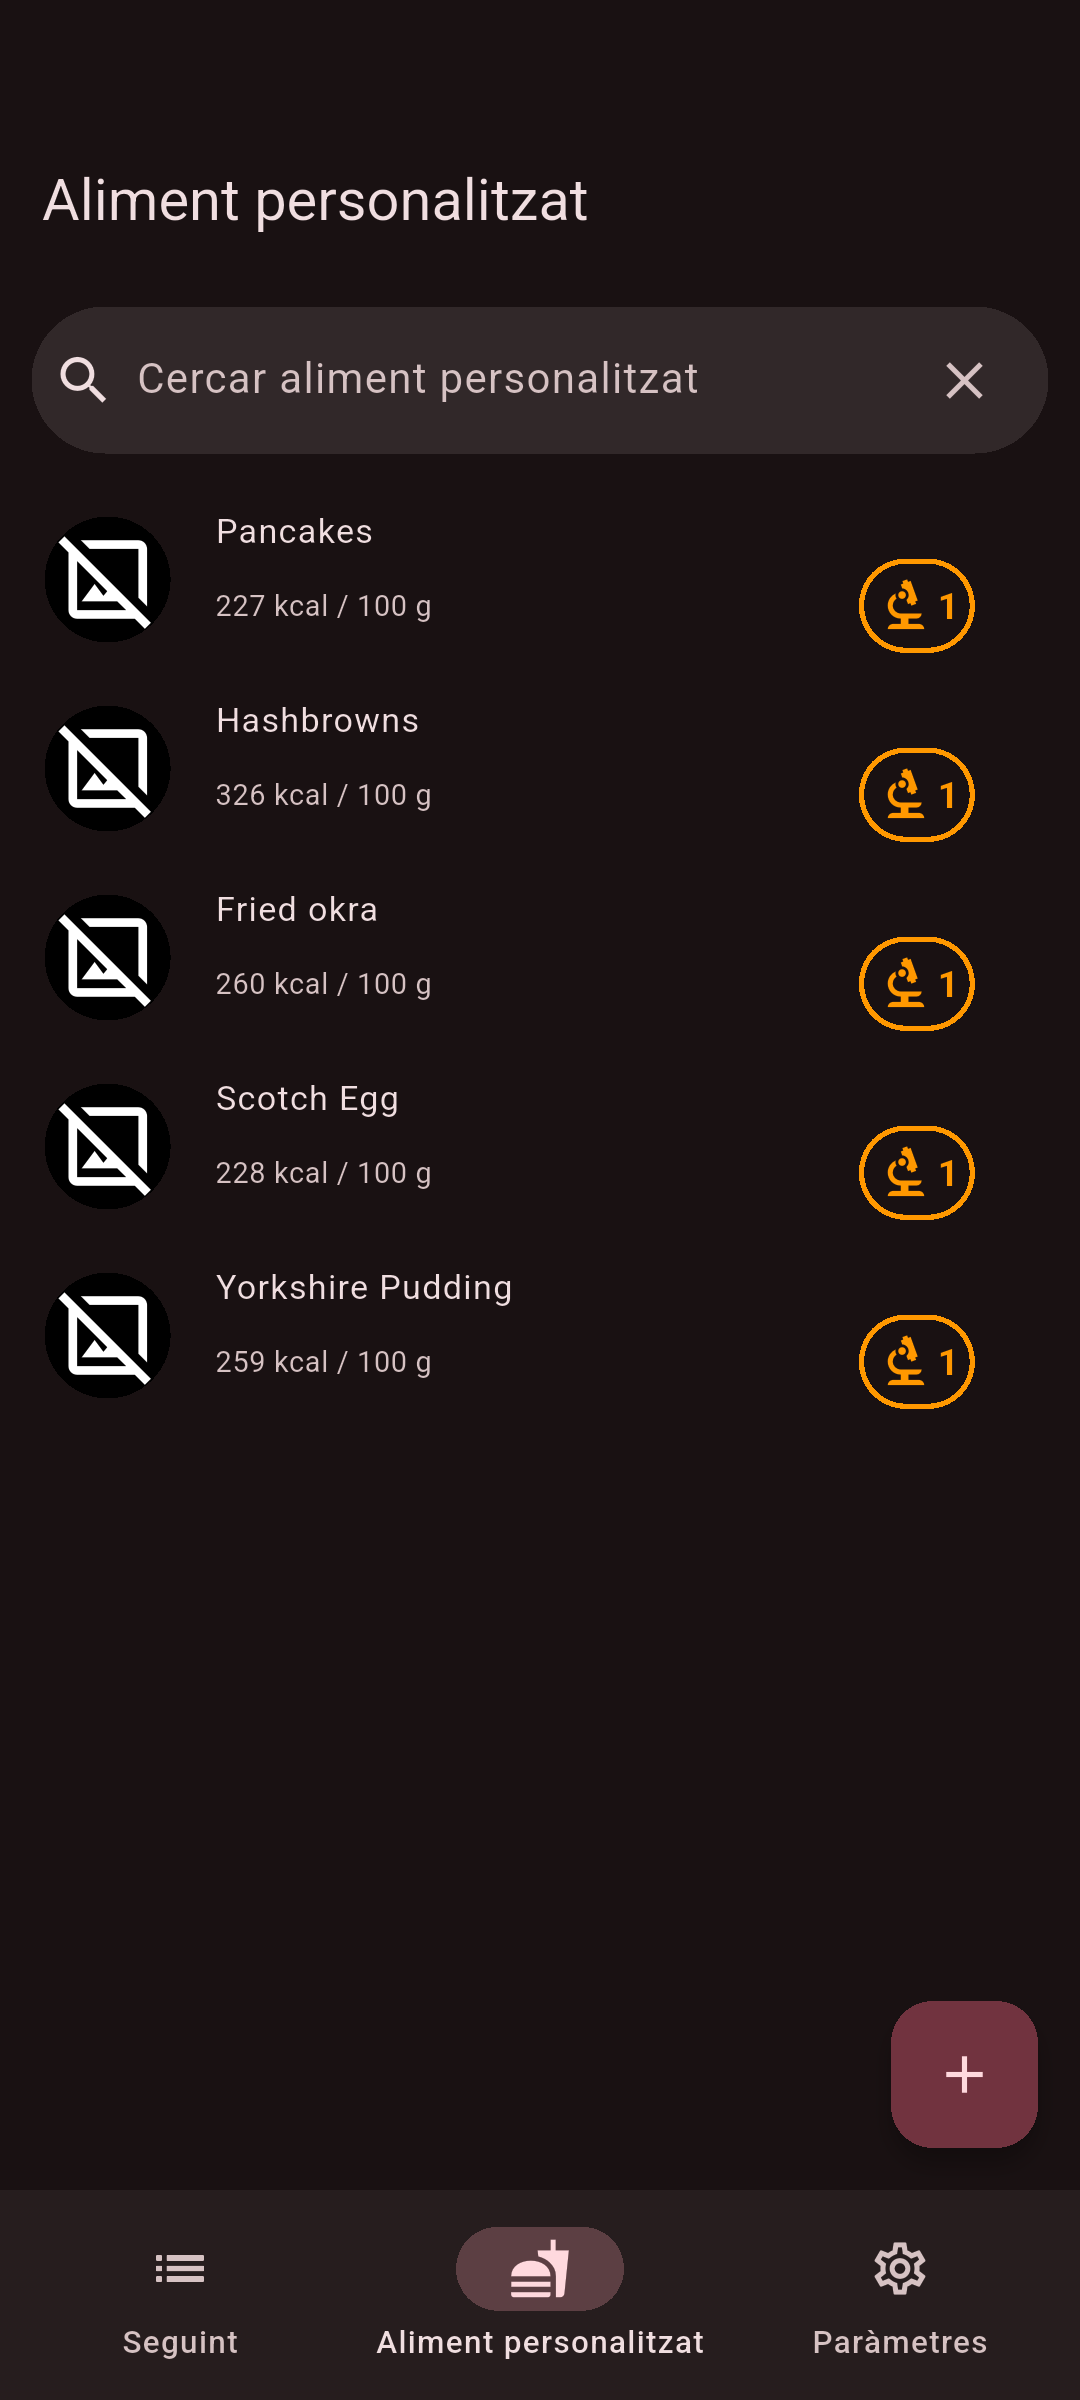 Aliment personalitzat
Cercar aliment personalitzat
Pancakes
227 kcal / 100 g
1
Hashbrowns
326 kcal / 100 g
1
Fried okra
260 kcal / 100 g
1
Scotch Egg
228 kcal / 100 g
1
Yorkshire Pudding
259 kcal / 100 g
1
Seguint
Aliment personalitzat
Paràmetres